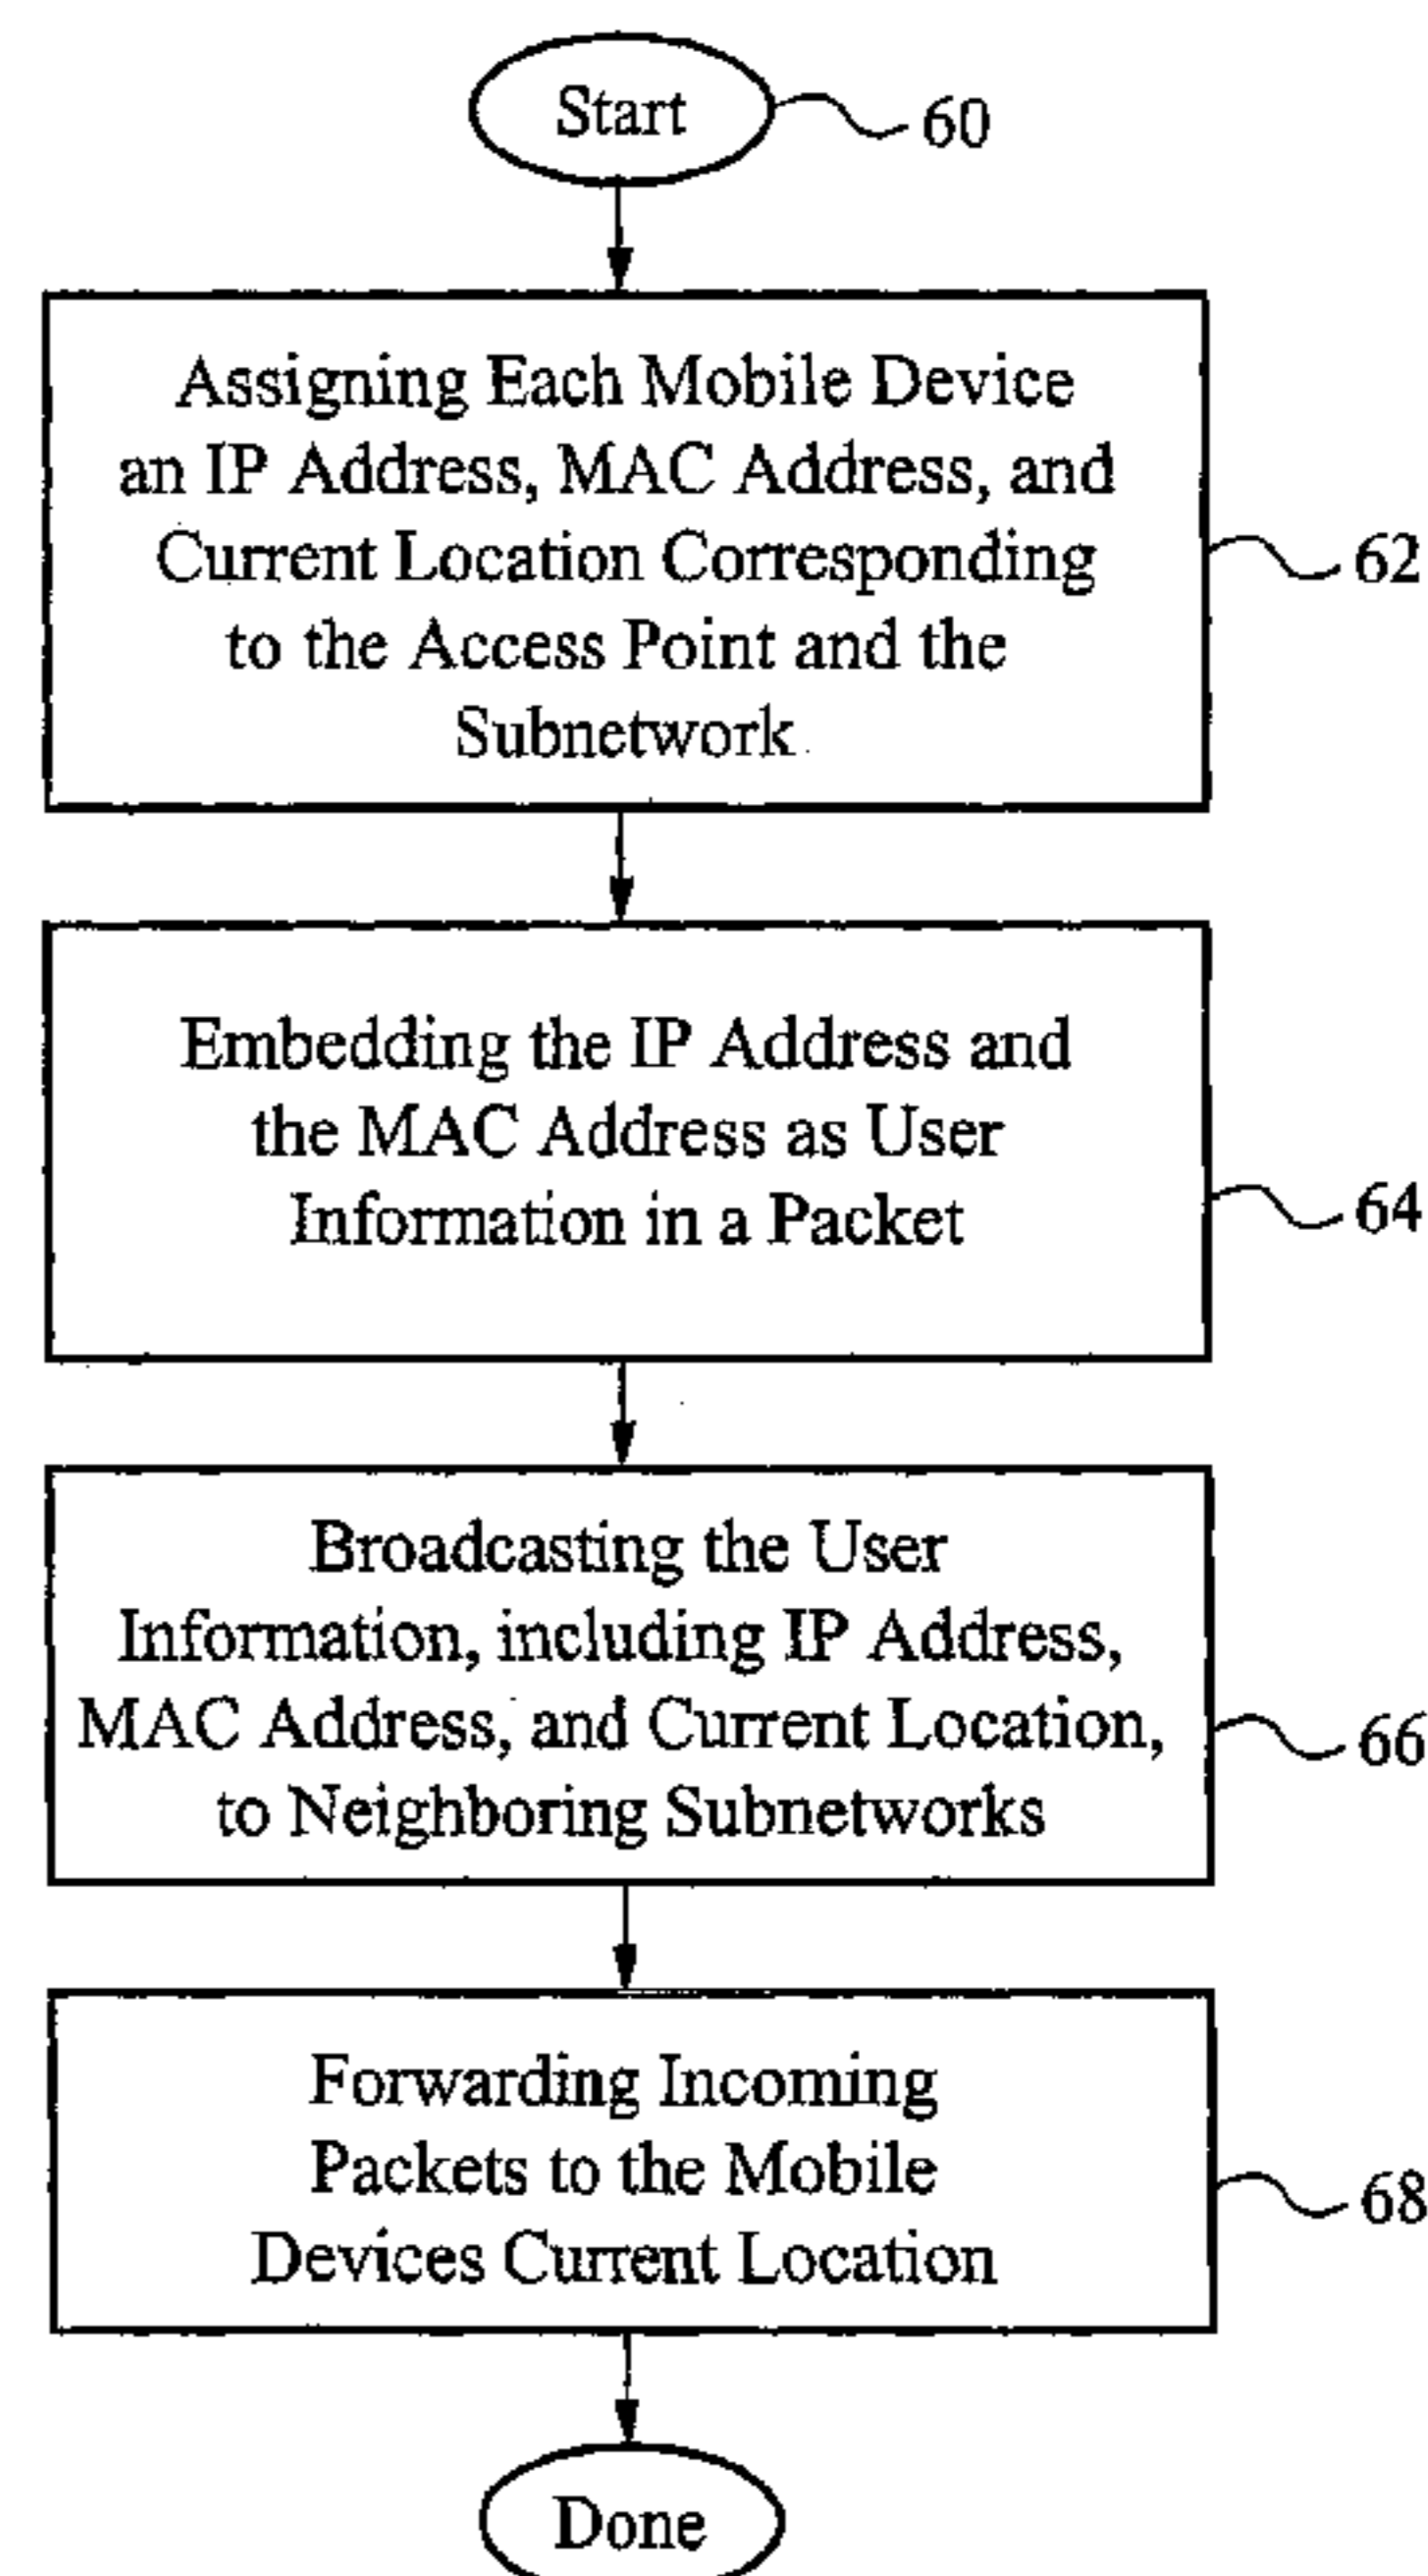 Start
60
Assigning Each Mobile Device
an IP Address, MAC Address, and
Current Location Corresponding
to the Access Point and the
Subnetwork
62
Embedding the IP Address and
the MAC Address as User
Information in a Packet
64
Broadcasting the User
Information, including IP Address,
MAC Address, and Current Location,
to Neighboring Subnetworks
66
Forwarding Incoming
Packets to the Mobile
Devices Current Location
68
Done